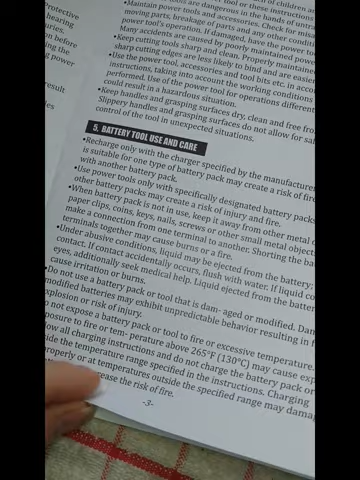 rotective
hearing
ion before
ng the
power
esult
les
of children a
ols are dangerous in the hands of
•Maintain power tools and accessories. Check for misa
moving parts, breakage of parts and any other condi
power tool's operation. If damaged, have the power to
Many accidents are caused by poorly maintained power
•Keep cutting tools sharp and clean. Properly maintaine
sharp cutting edges are less likely to bind and are easier
•Use the power tool, accessories and tool bits etc. in acco
instructions, taking into account the working conditions
performed. Use of the power tool for operations different
could result in a hazardous situation.
•Keep handles and grasping surfaces dry, clean and free fro
Slippery handles and grasping surfaces do not allow for saf
control of the tool in unexpected situations.
5. BATTERY TOOL USE AND CARE
•Recharge only with the charger specified by the manufacturer
is suitable for one type of battery pack may create a risk of fire
with another battery pack.
•Use power tools only with specifically designated battery packs
other battery packs may create a risk of injury and fire.
•When battery pack is not in use, keep it away from other metal o
paper clips, coins, keys, nails, screws or other small metal objects
make a connection from one terminal to another. Shorting the ba
terminals together may cause burns or a fire.
•Under abusive conditions, liquid may be ejected from the battery;
contact. If contact accidentally occurs, flush with water. If liquid co
eyes, additionally seek medical help. Liquid ejected from the batter
cause irritation or burns.
•Do not use a battery pack or tool that is dam- aged or modified. Dam
modified batteries may exhibit unpredictable behavior resulting in f
explosion or risk of injury.
o not expose a battery pack or tool to fire or excessive temperature.
posure to fire or tem- perature above 265°F (130°C) may cause exp
low all charging instructions and do not charge the battery pack or
side the temperature range specified in the instructions. Charging
roperly or at temperatures outside the specified range may damag
rease the risk of fire.
-3-